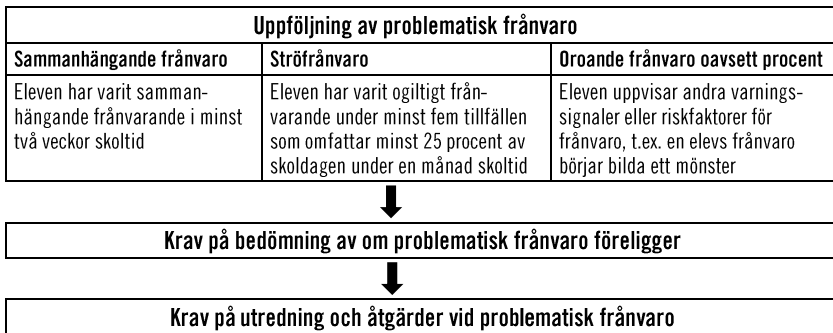 Uppföljning av problematisk frånvaro
Sammanhängande frånvaro
Eleven har varit samman-
hängande frånvarande i minst
två veckor skoltid
Ströfrånvaro
Eleven har varit ogiltigt från-
varande under minst fem tillfällen
som omfattar minst 25 procent av
skoldagen under en månad skoltid
Oroande frånvaro oavsett procent
Eleven uppvisar andra varnings-
signaler eller riskfaktorer för
frånvaro, t.ex. en elevs frånvaro
börjar bilda ett mönster
Krav på bedömning av om problematisk frånvaro föreligger
Krav på utredning och åtgärder vid problematisk frånvaro